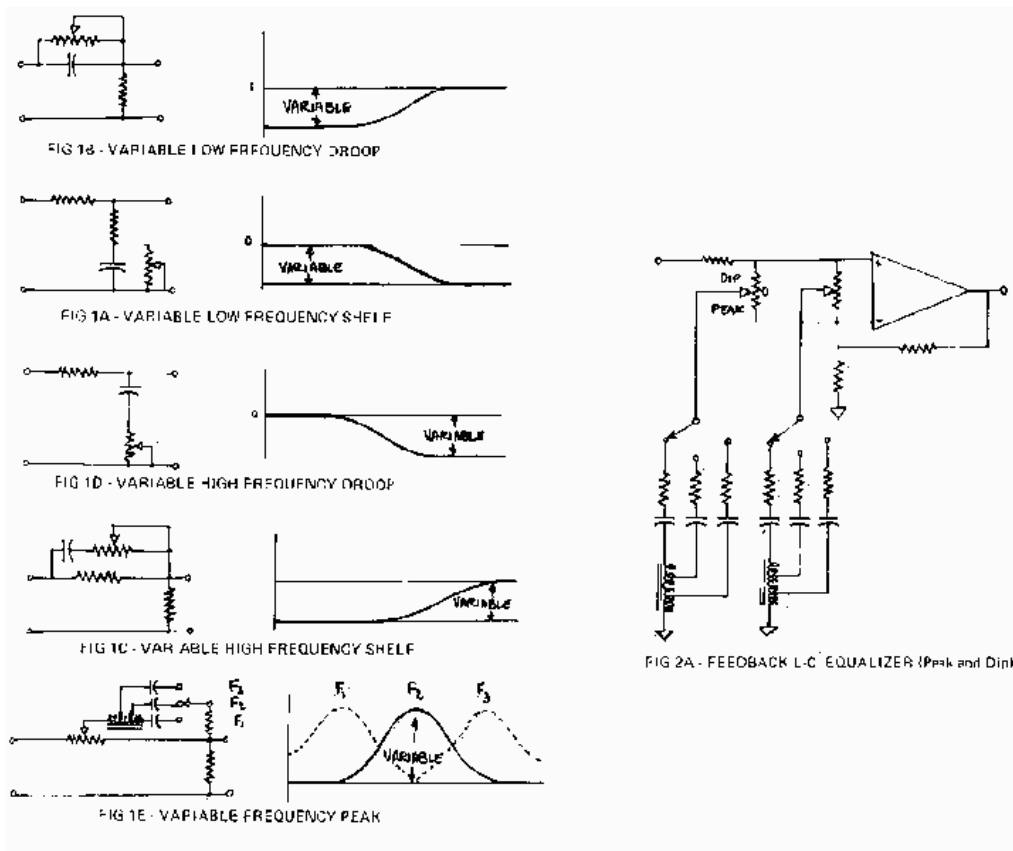 VARIABLE
FIG 1B - VARIABLE LOW FREQUENCY DROOP
0
VARIABLE
FIG 1A - VARIABLE LOW FREQUENCY SHELF
0
VARIABLE
FIG 1D - VARIABLE HIGH FREQUENCY DROOP
VARIABLE
FIG 1C - VARIABLE HIGH FREQUENCY SHELF
F3
F2
F1
F1 F2 F3
VARIABLE
FIG 1E - VARIABLE FREQUENCY PEAK
DIP
PEAK
+
−
FIG 2A - FEEDBACK L-C EQUALIZER (Peak and Dip)